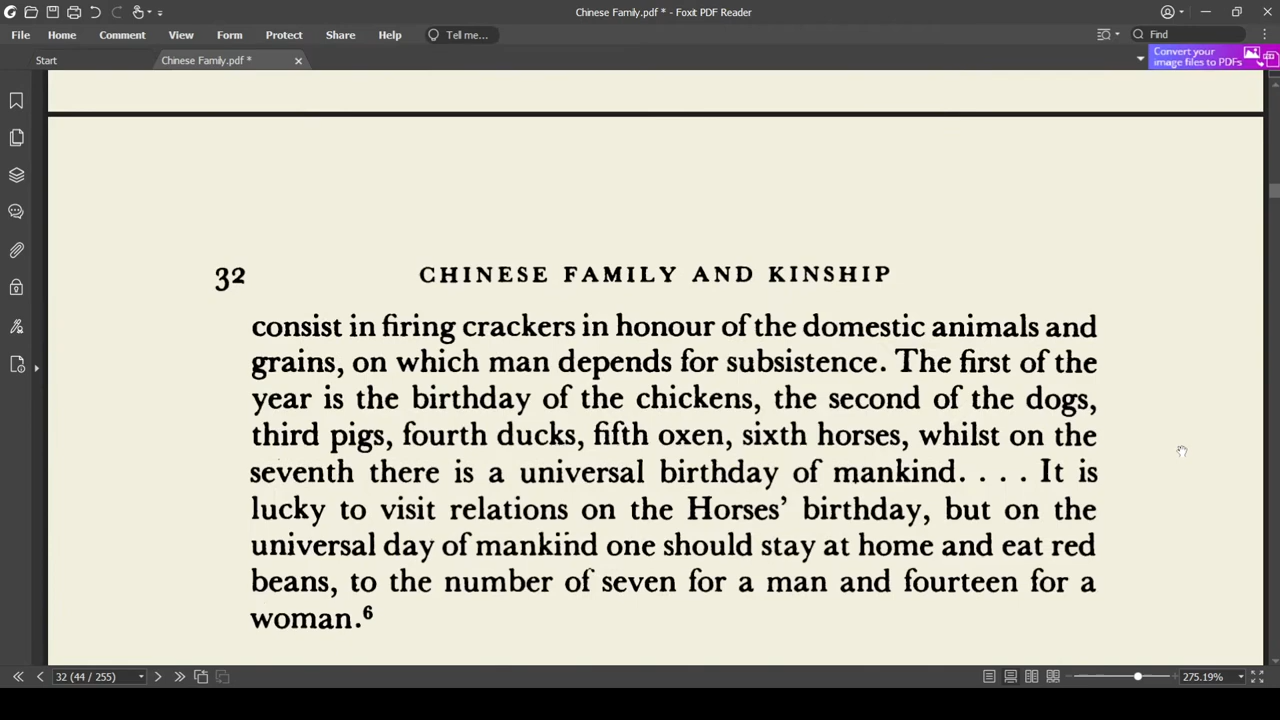 Chinese Family.pdf * - Foxit PDF Reader
File Home Comment View Form Protect Share Help Tell me... Find
Start Chinese Family.pdf *
Convert your
image files to PDFs
32 CHINESE FAMILY AND KINSHIP
consist in firing crackers in honour of the domestic animals and
grains, on which man depends for subsistence. The first of the
year is the birthday of the chickens, the second of the dogs,
third pigs, fourth ducks, fifth oxen, sixth horses, whilst on the
seventh there is a universal birthday of mankind. . . . It is
lucky to visit relations on the Horses’ birthday, but on the
universal day of mankind one should stay at home and eat red
beans, to the number of seven for a man and fourteen for a
woman.⁶
32 (44 / 255) 275.19%